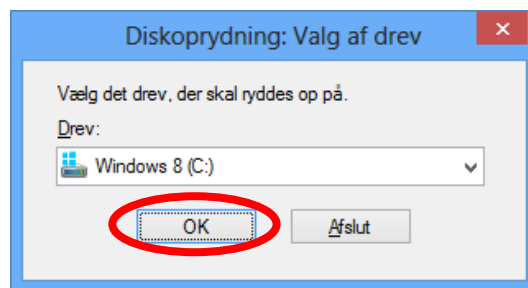 Diskoprydning: Valg af drev
Vælg det drev, der skal ryddes op på.
Drev:
Windows 8 (C:)
OK
Afslut